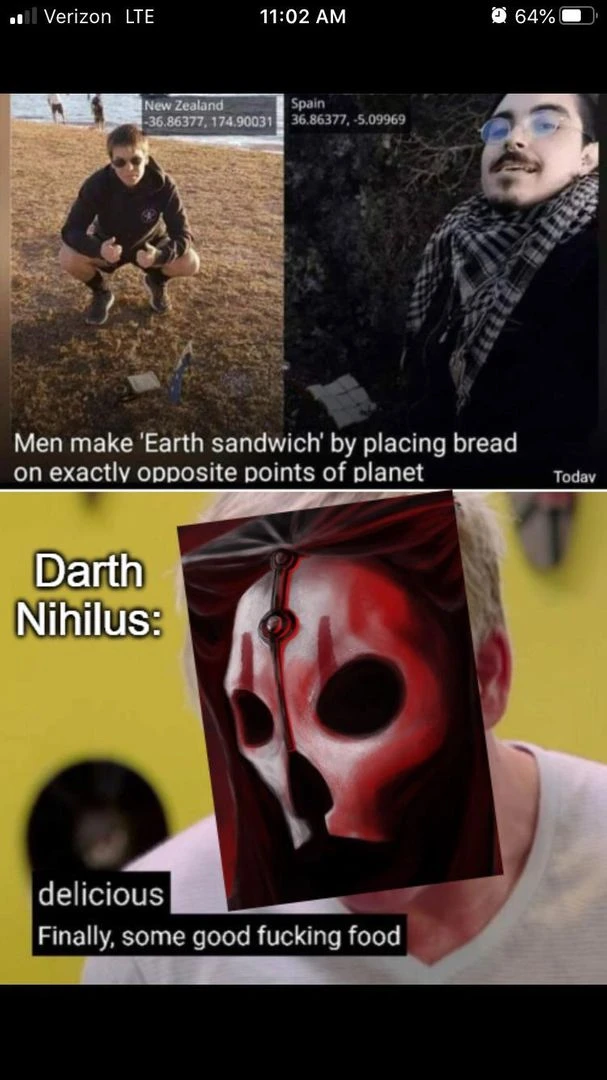 Verizon LTE 11:02 AM 64%
New Zealand
-36.86377, 174.90031
Spain
36.86377, -5.09969
Men make 'Earth sandwich' by placing bread
on exactly opposite points of planet
Today
Darth
Nihilus:
delicious
Finally, some good fucking food